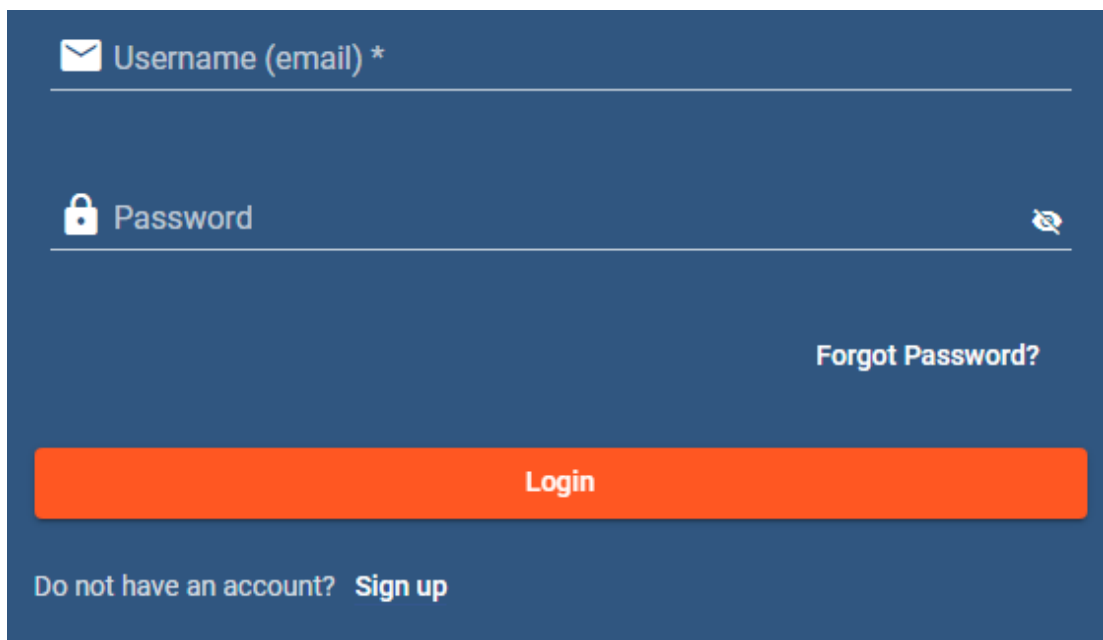 Username (email) *
Password
Forgot Password?
Login
Do not have an account? Sign up